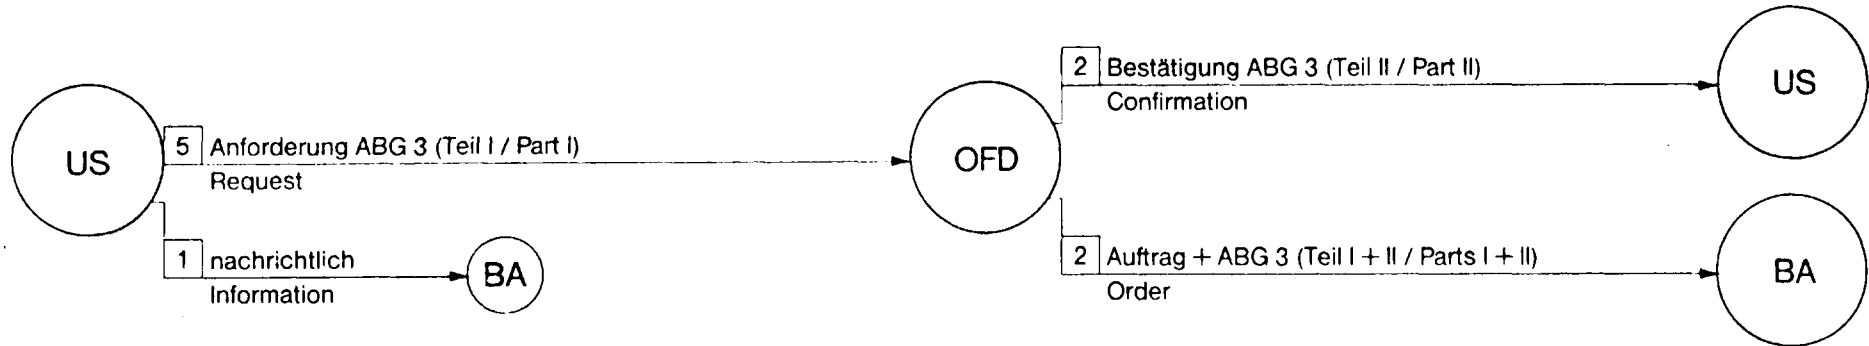 US
5 Anforderung ABG 3 (Teil I / Part I)
Request
1 nachrichtlich
Information
BA
OFD
2 Bestätigung ABG 3 (Teil II / Part II)
Confirmation
US
2 Auftrag + ABG 3 (Teil I + II / Parts I + II)
Order
BA